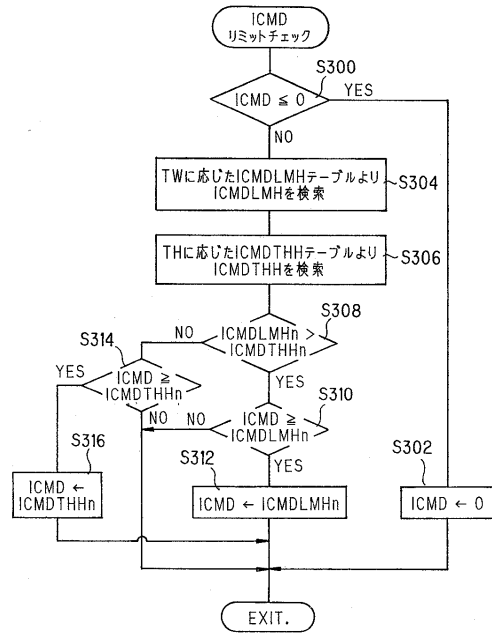 ICMD
リミットチェック
S300
ICMD ≦ 0
YES
NO
TWに応じたICMDLMHテーブルより
ICMDLMHを検索
S304
THに応じたICMDTHHテーブルより
ICMDTHHを検索
S306
S308
ICMDLMHn >
ICMDTHHn
NO
YES
S314
ICMD ≧
ICMDTHHn
YES
NO
S310
ICMD ≧
ICMDLMHn
NO
YES
S316
ICMD ←
ICMDTHHn
S312
ICMD ← ICMDLMHn
S302
ICMD ← 0
EXIT.